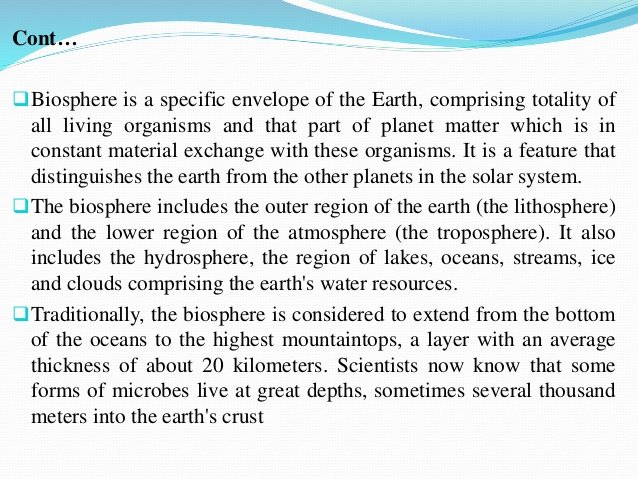 Cont…
❑Biosphere is a specific envelope of the Earth, comprising totality of
all living organisms and that part of planet matter which is in
constant material exchange with these organisms. It is a feature that
distinguishes the earth from the other planets in the solar system.
❑The biosphere includes the outer region of the earth (the lithosphere)
and the lower region of the atmosphere (the troposphere). It also
includes the hydrosphere, the region of lakes, oceans, streams, ice
and clouds comprising the earth's water resources.
❑Traditionally, the biosphere is considered to extend from the bottom
of the oceans to the highest mountaintops, a layer with an average
thickness of about 20 kilometers. Scientists now know that some
forms of microbes live at great depths, sometimes several thousand
meters into the earth's crust